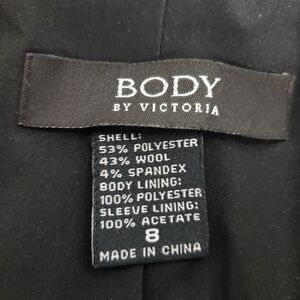 BODY
BY VICTORIA
SHELL:
53% POLYESTER
43% WOOL
4% SPANDEX
BODY LINING:
100% POLYESTER
SLEEVE LINING:
100% ACETATE
8
MADE IN CHINA